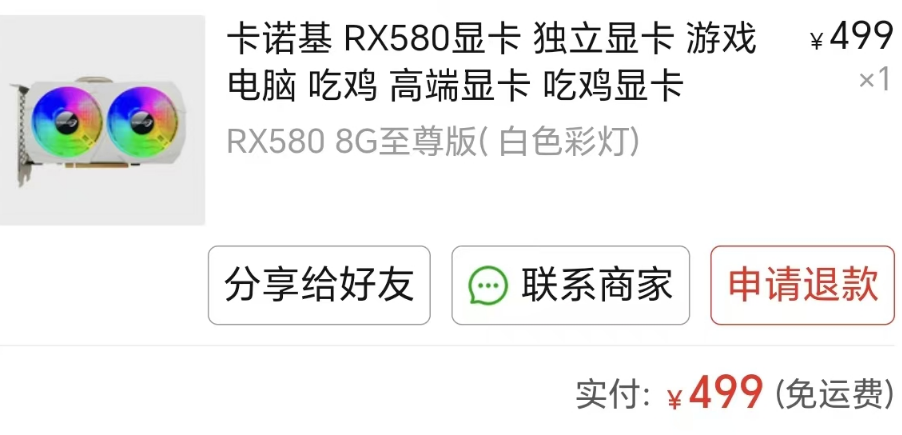 卡诺基 RX580显卡 独立显卡 游戏 ¥499
电脑 吃鸡 高端显卡 吃鸡显卡 ×1
RX580 8G至尊版( 白色彩灯)
分享给好友 联系商家 申请退款
实付: ¥499 (免运费)